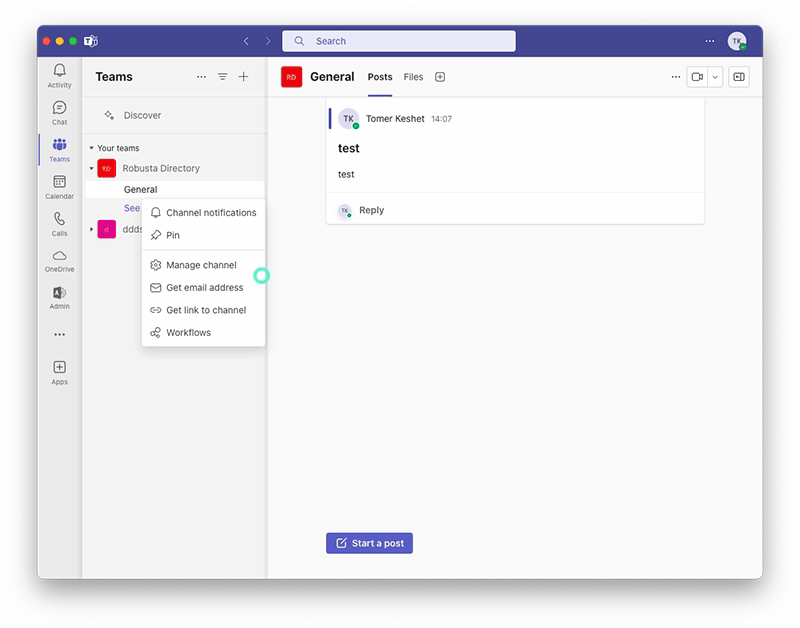 Search
TK
Activity
Chat
Teams
Calendar
Calls
OneDrive
Admin
Apps
Teams
Discover
Your teams
RD Robusta Directory
General
See
d ddds
Channel notifications
Pin
Manage channel
Get email address
Get link to channel
Workflows
RD General Posts Files
TK Tomer Keshet 14:07
test
test
TK Reply
Start a post